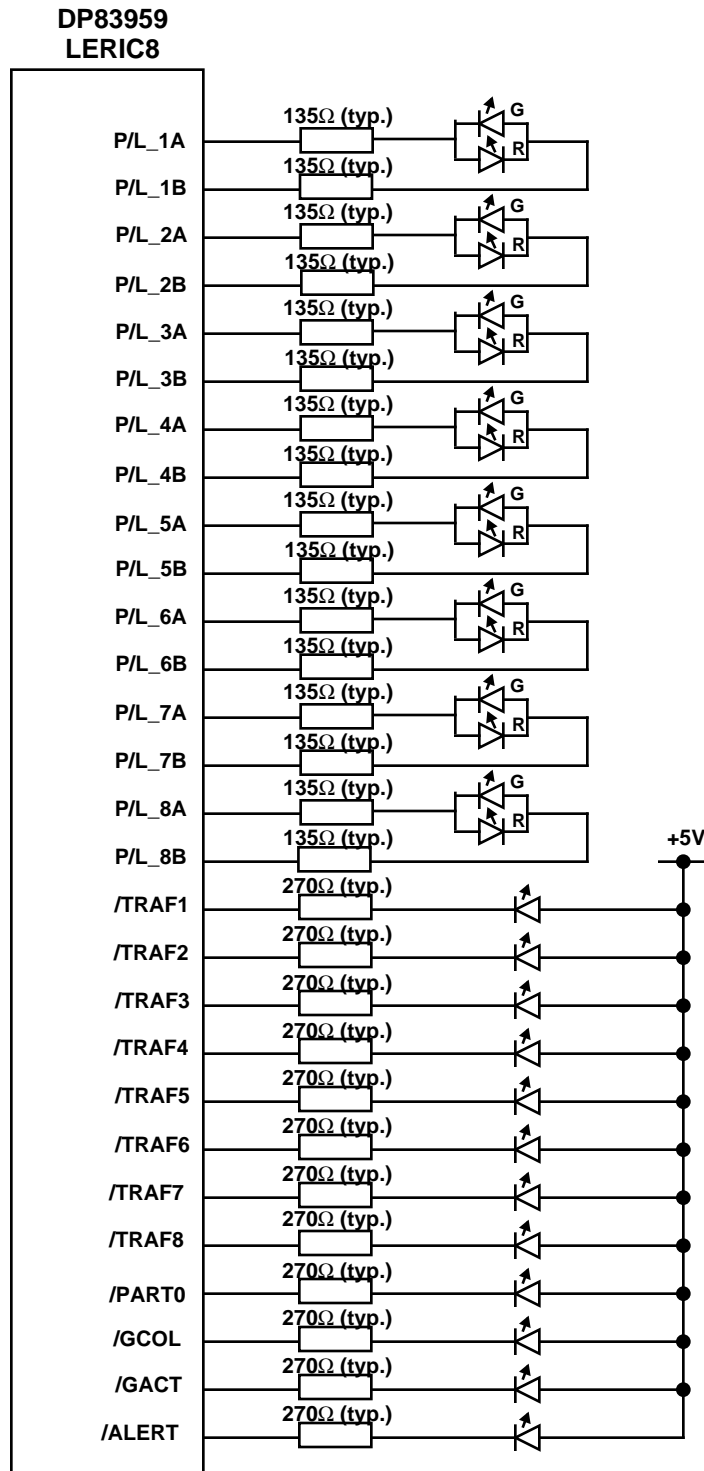 DP83959
LERIC8
135Ω (typ.)
G
P/L_1A
R
135Ω (typ.)
P/L_1B
135Ω (typ.)
G
P/L_2A
R
135Ω (typ.)
P/L_2B
135Ω (typ.)
G
P/L_3A
R
135Ω (typ.)
P/L_3B
135Ω (typ.)
G
P/L_4A
R
135Ω (typ.)
P/L_4B
135Ω (typ.)
G
P/L_5A
R
135Ω (typ.)
P/L_5B
135Ω (typ.)
G
P/L_6A
R
135Ω (typ.)
P/L_6B
135Ω (typ.)
G
P/L_7A
R
135Ω (typ.)
P/L_7B
135Ω (typ.)
G
P/L_8A
R
135Ω (typ.)
P/L_8B
+5V
270Ω (typ.)
/TRAF1
270Ω (typ.)
/TRAF2
270Ω (typ.)
/TRAF3
270Ω (typ.)
/TRAF4
270Ω (typ.)
/TRAF5
270Ω (typ.)
/TRAF6
270Ω (typ.)
/TRAF7
270Ω (typ.)
/TRAF8
270Ω (typ.)
/PART0
270Ω (typ.)
/GCOL
270Ω (typ.)
/GACT
270Ω (typ.)
/ALERT